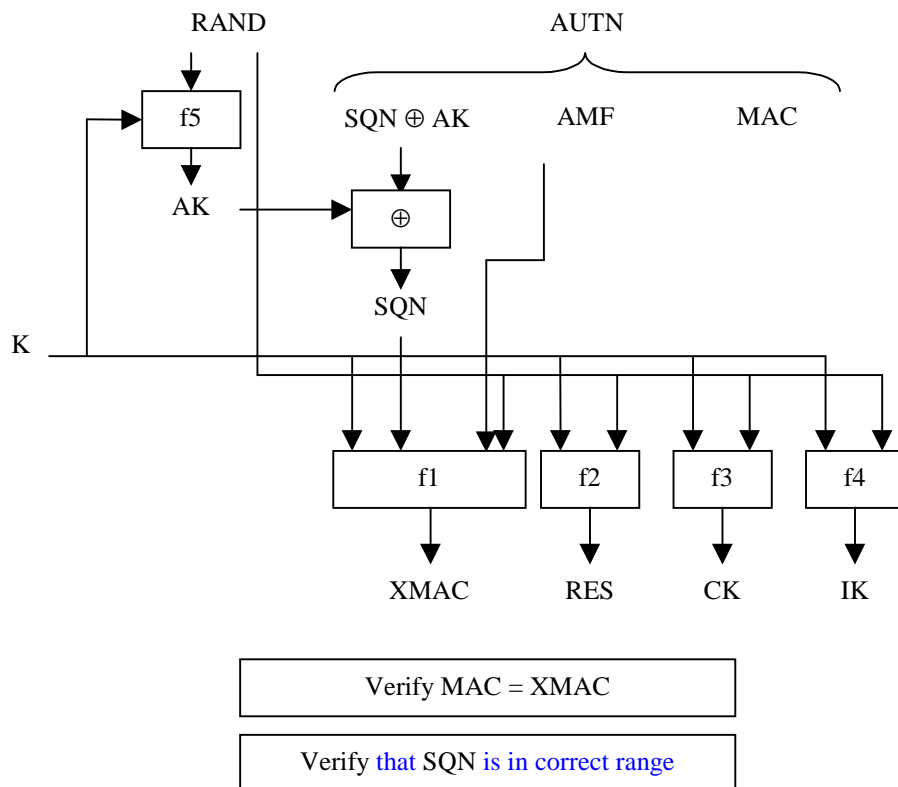 RAND AUTN
f5
SQN ⊕ AK AMF MAC
AK
⊕
SQN
K
f1 f2 f3 f4
XMAC RES CK IK
Verify MAC = XMAC
Verify that SQN is in correct range